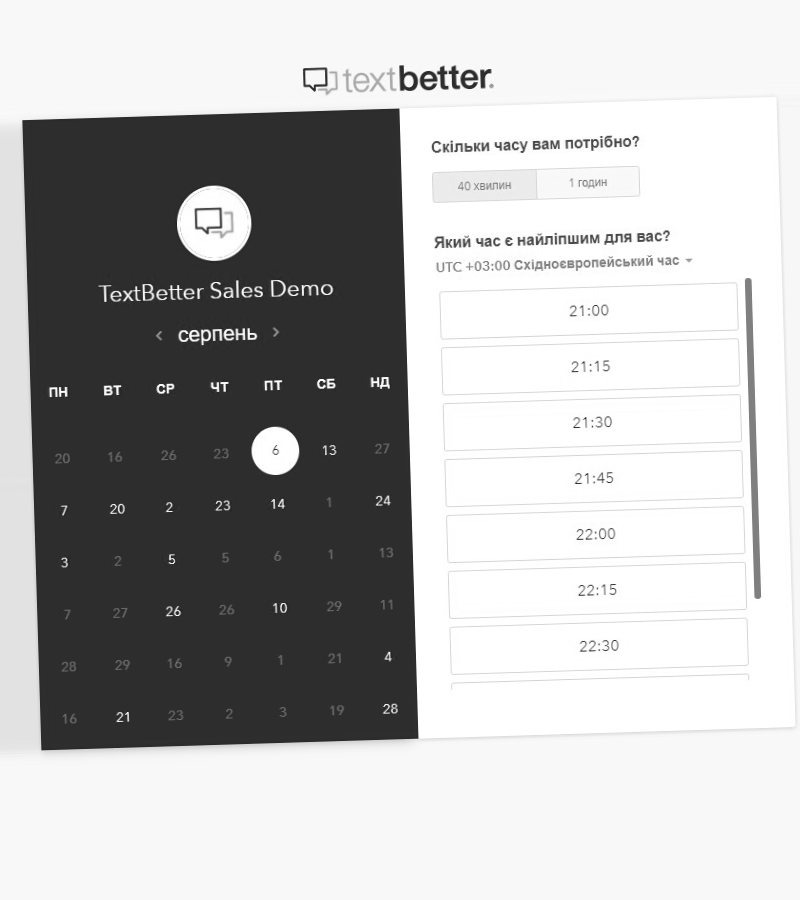 textbetter.
TextBetter Sales Demo
< серпень >
ПН ВТ СР ЧТ ПТ СБ НД
20 16 26 23 6 13 27
7 20 2 23 14 1 24
3 2 5 5 6 1 13
7 27 26 26 10 29 11
28 29 16 9 1 21 4
16 21 23 2 3 19 28
Скільки часу вам потрібно?
40 хвилин 1 годин
Який час є найліпшим для вас?
UTC +03:00 Східноєвропейський час
21:00
21:15
21:30
21:45
22:00
22:15
22:30